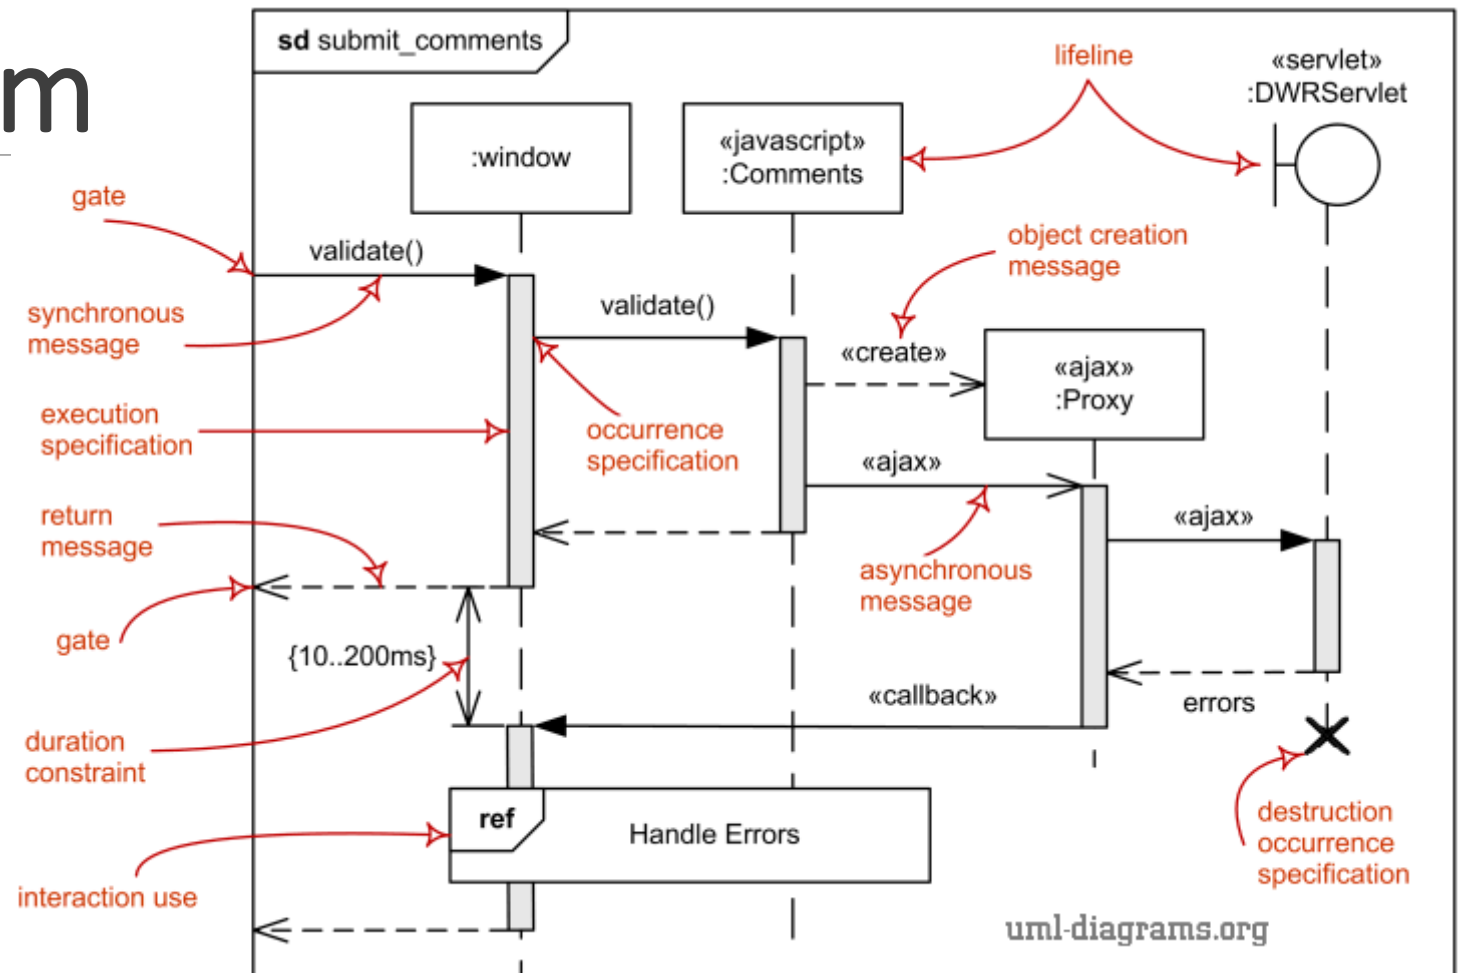 m
sd submit_comments
lifeline
«servlet»
:DWRServlet
:window
«javascript»
:Comments
gate
validate()
object creation
message
synchronous
message
validate()
«create»
«ajax»
:Proxy
execution
specification
occurrence
specification
«ajax»
return
message
«ajax»
asynchronous
message
gate
{10..200ms}
«callback»
errors
duration
constraint
ref
Handle Errors
destruction
occurrence
specification
interaction use
uml-diagrams.org